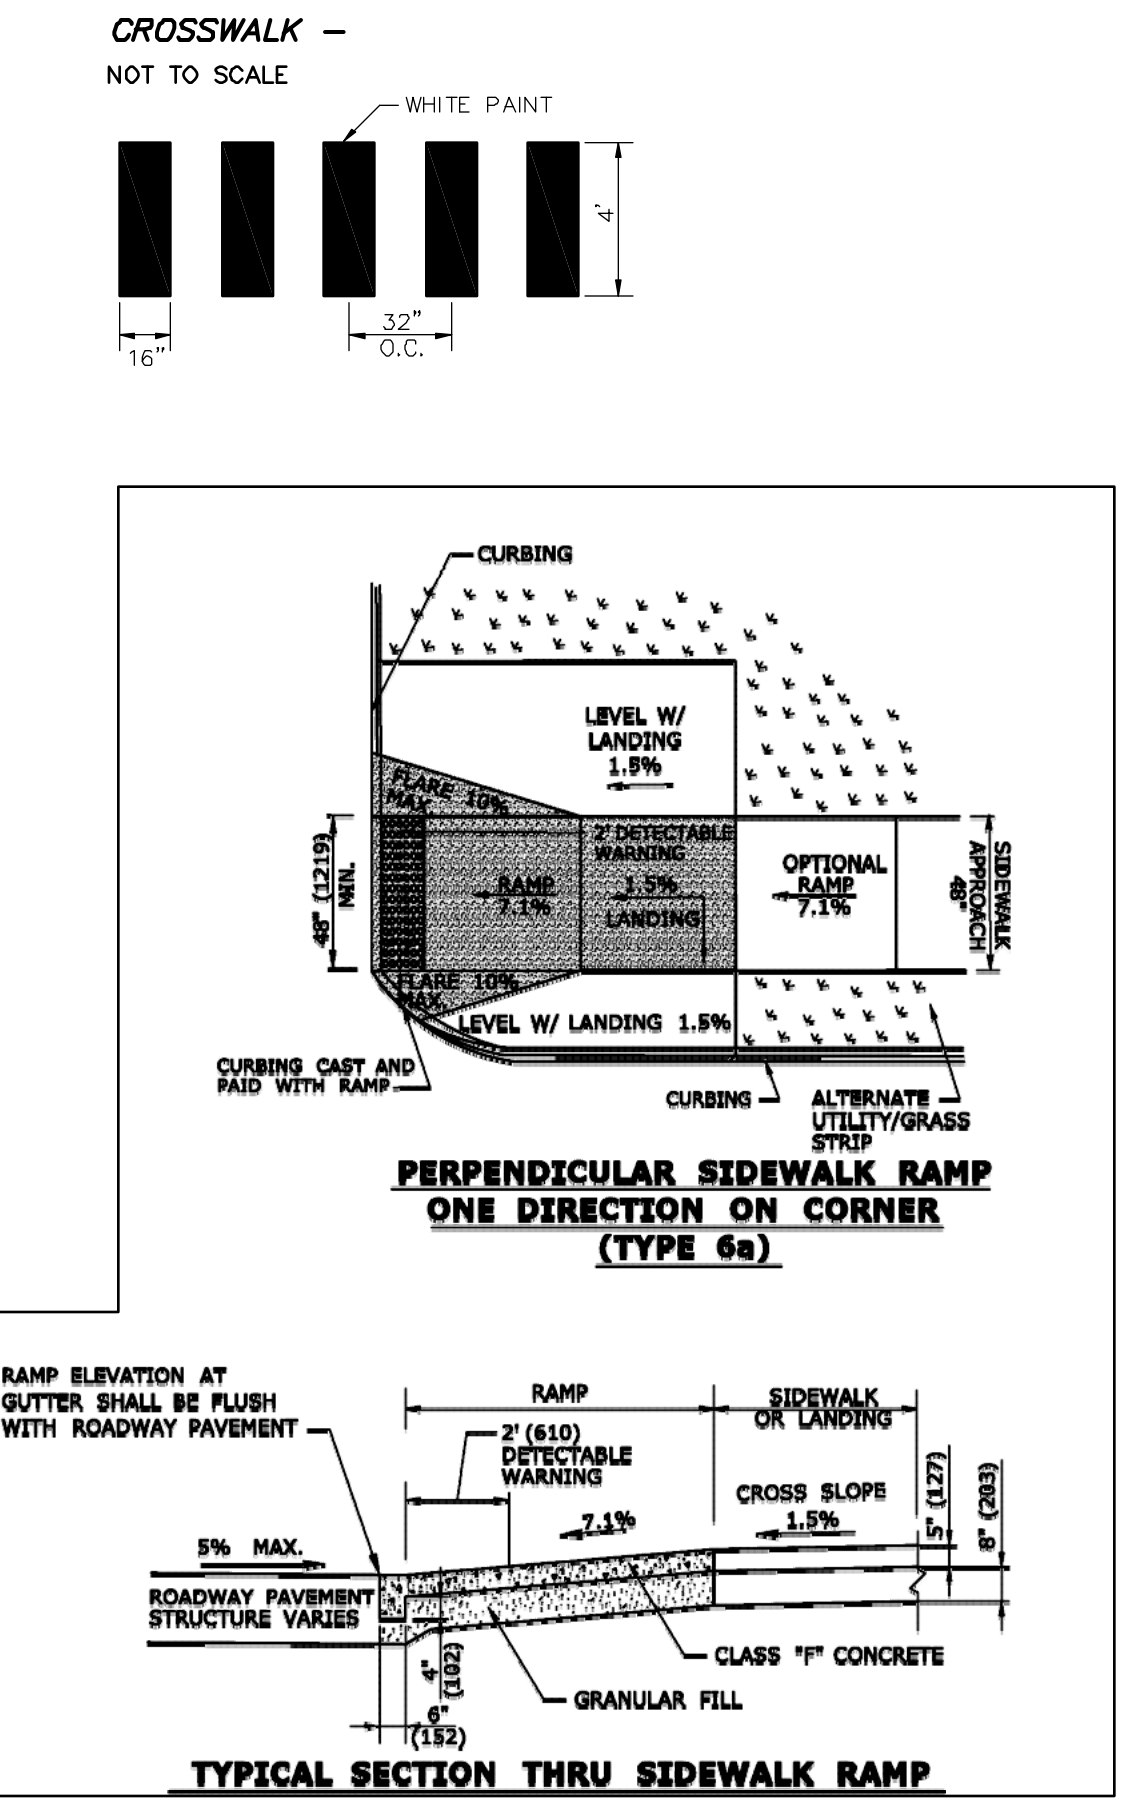 CROSSWALK –
NOT TO SCALE
WHITE PAINT
4'
32"
O.C.
16"
CURBING
LEVEL W/
LANDING
1.5%
FLARE 10%
MAX.
2' DETECTABLE
WARNING
48" (1219)
MIN.
RAMP
7.1%
1.5%
LANDING
OPTIONAL
RAMP
7.1%
SIDEWALK
APPROACH
48"
FLARE 10%
MAX.
LEVEL W/ LANDING 1.5%
CURBING CAST AND
PAID WITH RAMP
CURBING
ALTERNATE
UTILITY/GRASS
STRIP
PERPENDICULAR SIDEWALK RAMP
ONE DIRECTION ON CORNER
(TYPE 6a)
RAMP ELEVATION AT
GUTTER SHALL BE FLUSH
WITH ROADWAY PAVEMENT
RAMP
SIDEWALK
OR LANDING
2' (610)
DETECTABLE
WARNING
CROSS SLOPE
1.5%
7.1%
5" (127)
8" (203)
5% MAX.
ROADWAY PAVEMENT
STRUCTURE VARIES
4"
(102)
6"
(152)
CLASS "F" CONCRETE
GRANULAR FILL
TYPICAL SECTION THRU SIDEWALK RAMP